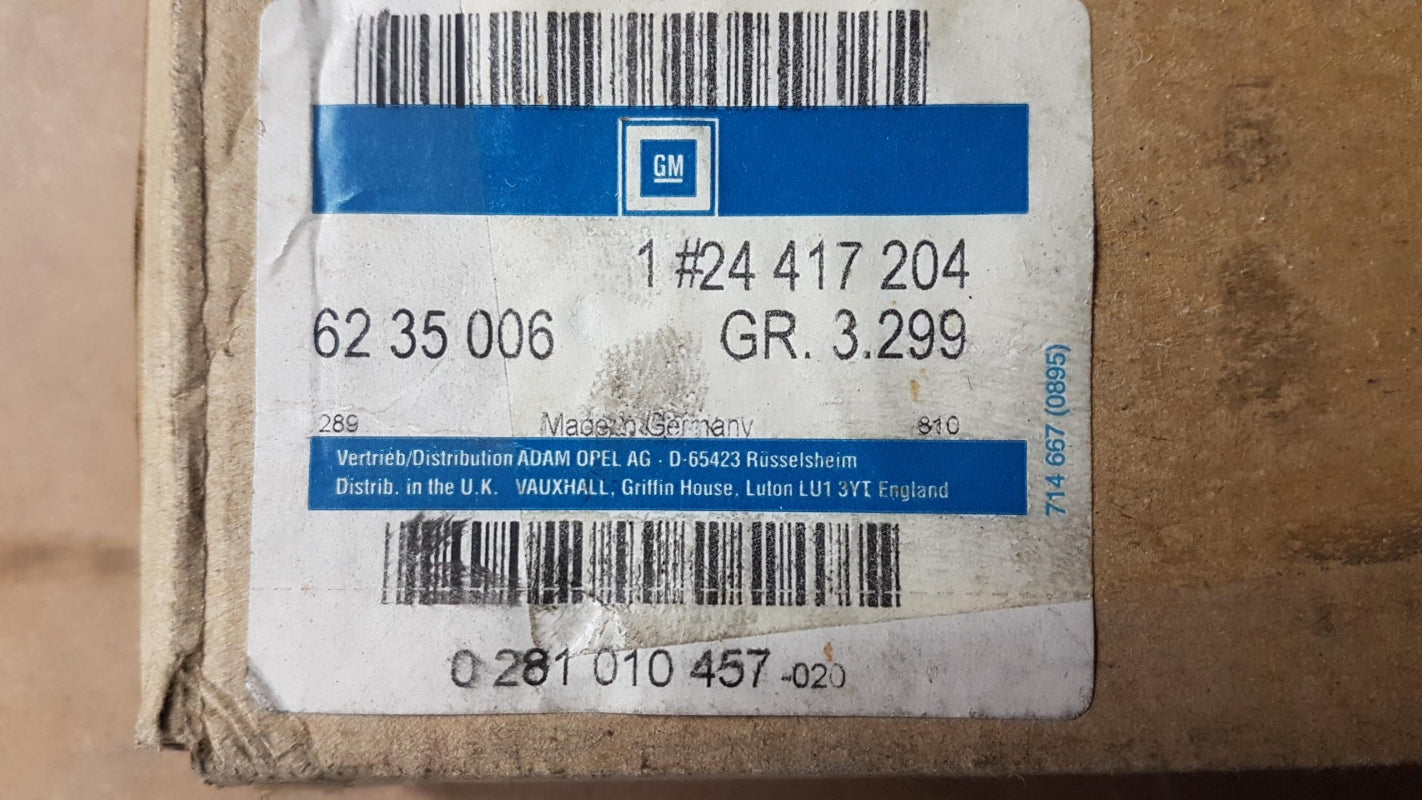 GM
1 #24 417 204
62 35 006 GR. 3.299
289 Made in Germany 810
Vertrieb/Distribution ADAM OPEL AG - D-65423 Rüsselsheim
Distrib. in the U.K. VAUXHALL, Griffin House, Luton LU1 3YT England
714 667 (0895)
0 281 010 457 -020